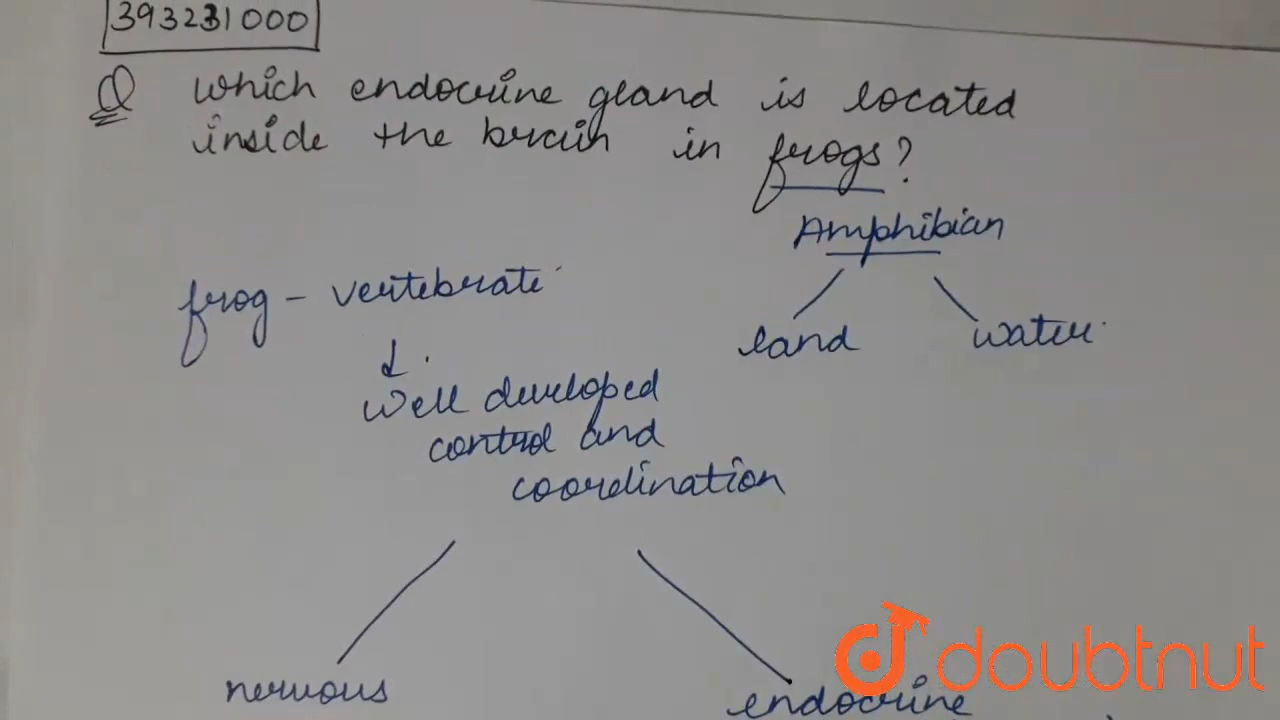 393231000
Q which endocrine gland is located
inside the brain in frogs?
Amphibian
frog - vertebrate
land water
well developed
control and
coordination
nervous endocrine
doubtnut